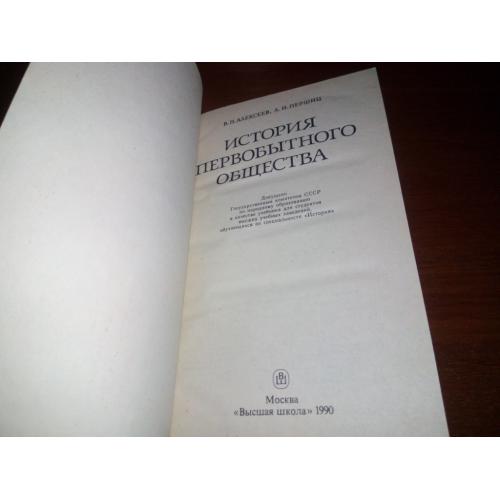 В. П. АЛЕКСЕЕВ, А. И. ПЕРШИЦ
ИСТОРИЯ
ПЕРВОБЫТНОГО
ОБЩЕСТВА
Допущено
Государственным комитетом СССР
по народному образованию
в качестве учебника для студентов
высших учебных заведений,
обучающихся по специальности «История»
Москва
«Высшая школа» 1990